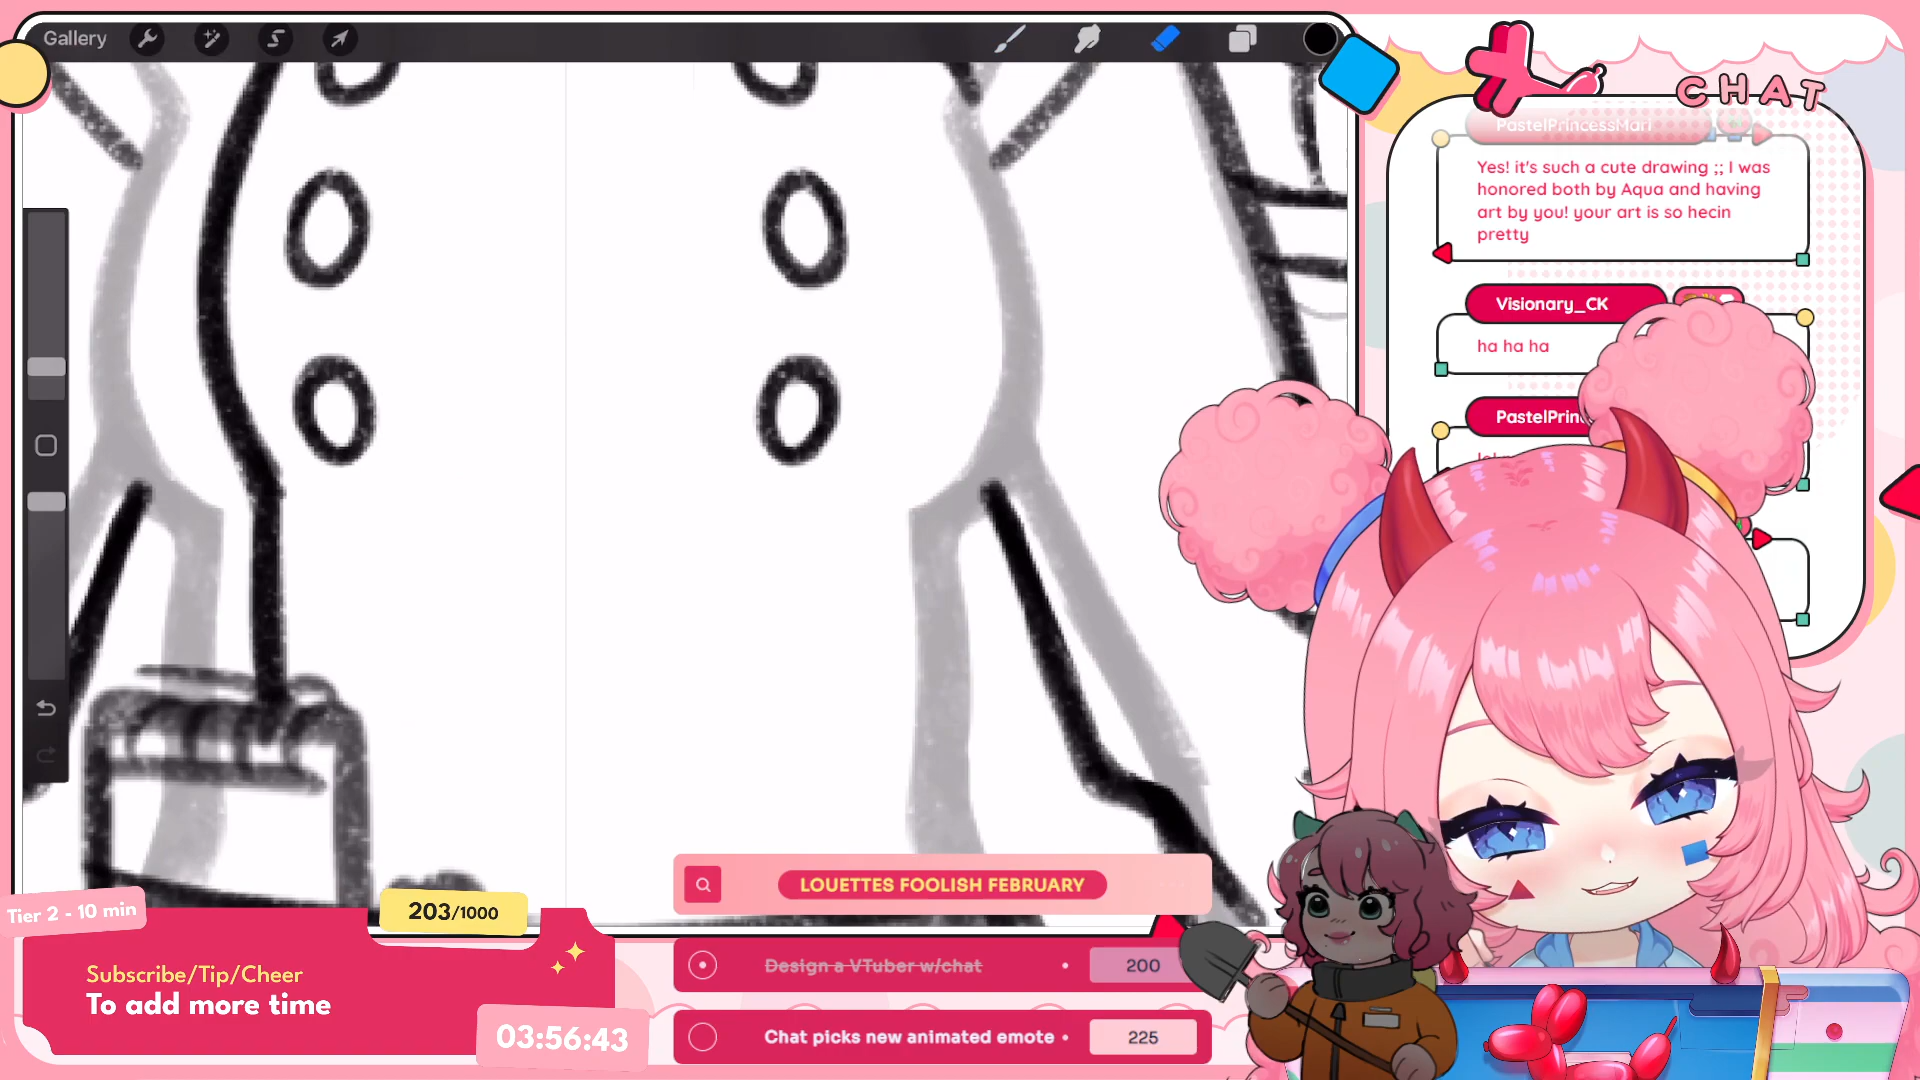 Gallery
CHAT
PastelPrincessMari
Yes! it's such a cute drawing ;; I was
honored both by Aqua and having
art by you! your art is so hecin
pretty
Visionary_CK
ha ha ha
PastelPrin
LOUETTES FOOLISH FEBRUARY
Tier 2 - 10 min
203/1000
Subscribe/Tip/Cheer
To add more time
03:56:43
Design a VTuber w/chat • 200
Chat picks new animated emote • 225